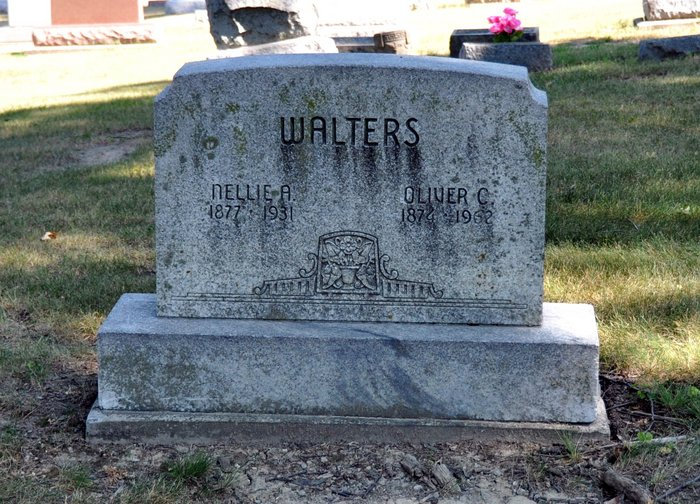 WALTERS
NELLIE A. OLIVER C.
1877 - 1931 1874 - 1962